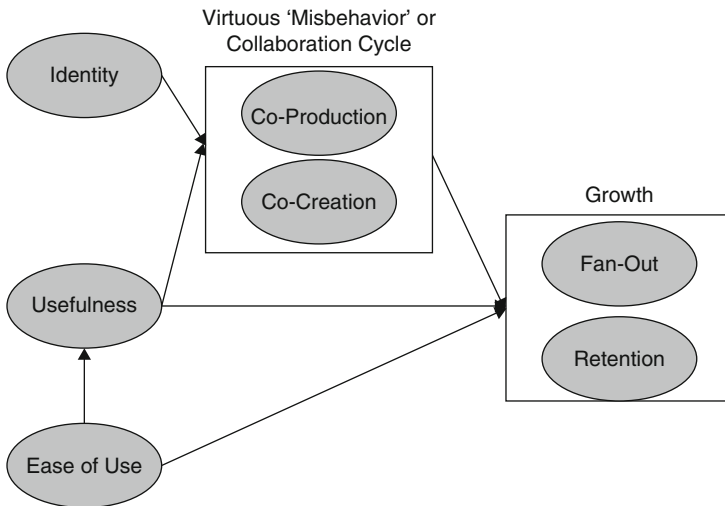 Virtuous ‘Misbehavior’ or
Collaboration Cycle
Identity
Co-Production
Co-Creation
Growth
Fan-Out
Usefulness
Retention
Ease of Use